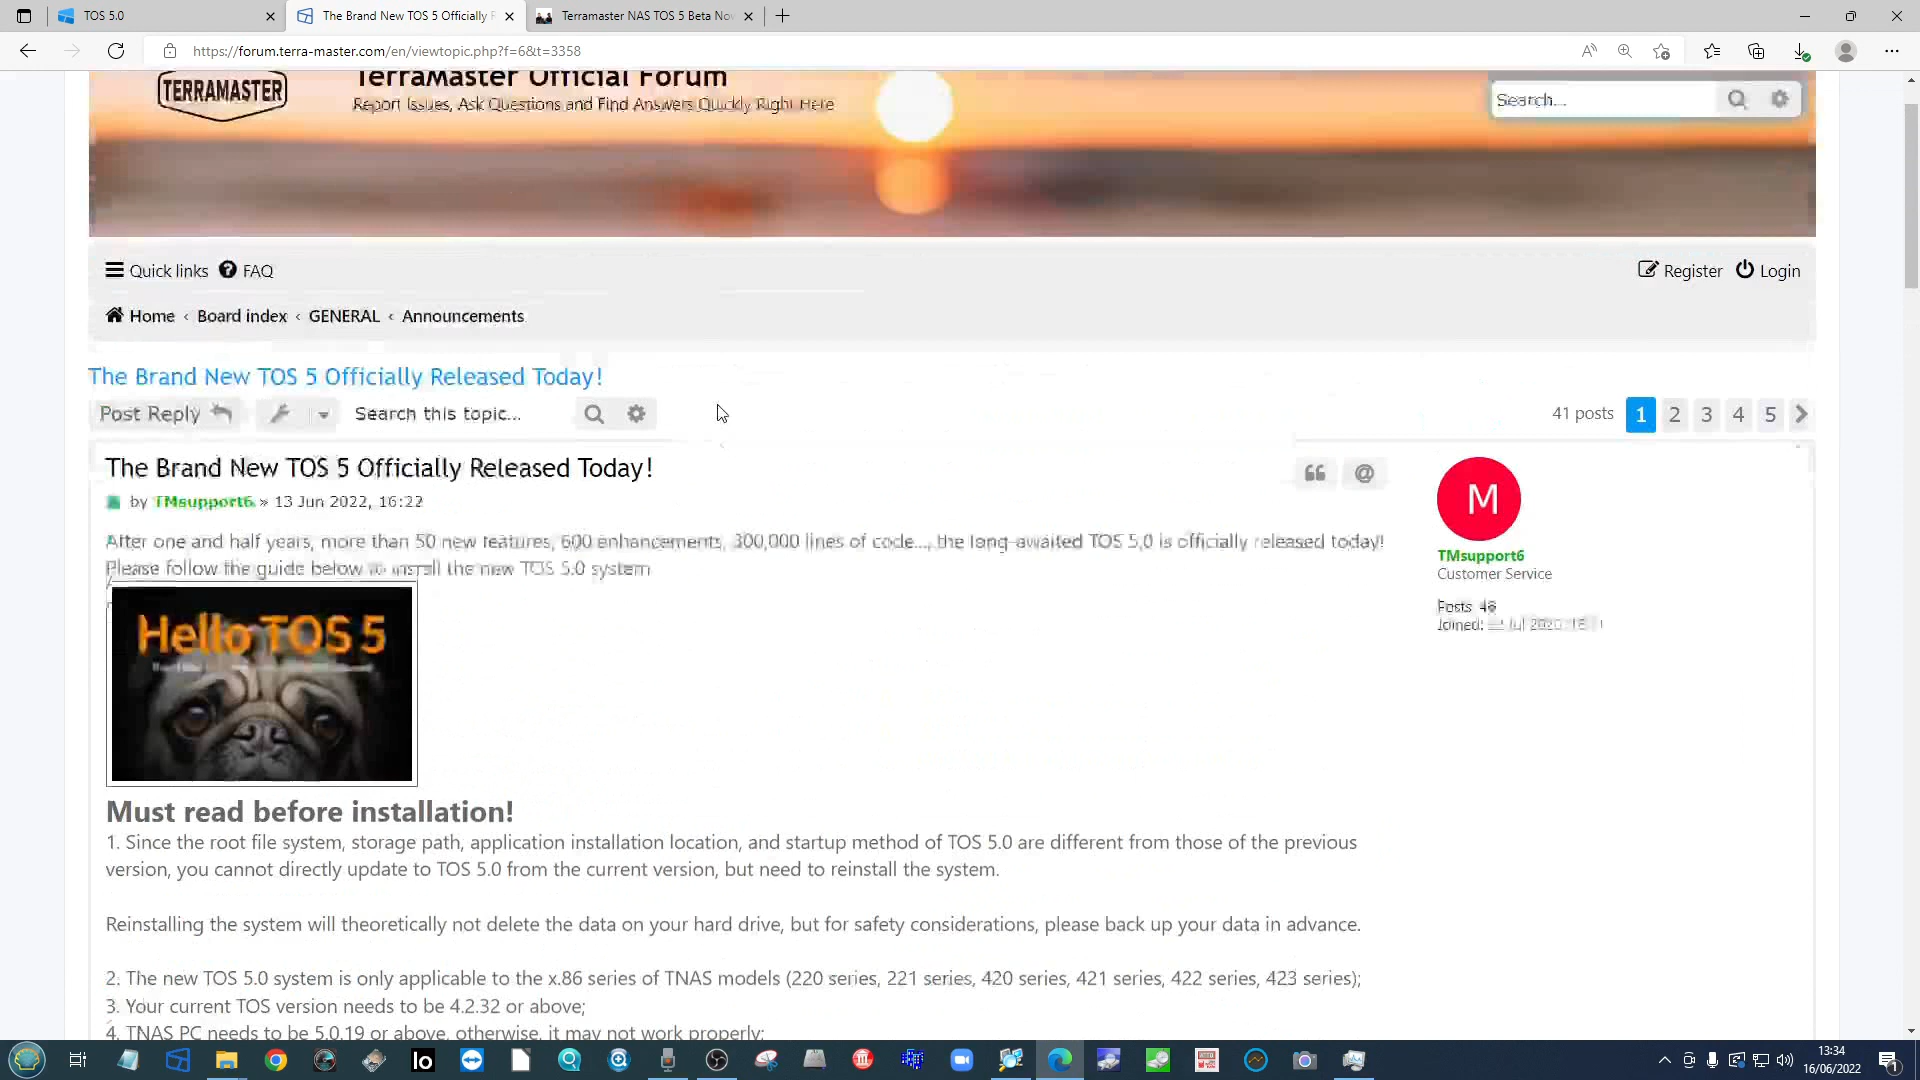 TOS 5.0
The Brand New TOS 5 Officially R
Terramaster NAS TOS 5 Beta Nov
https://forum.terra-master.com/en/viewtopic.php?f=6&t=3358
TERRAMASTER
TerraMaster Official Forum
Report Issues, Ask Questions and Find Answers Quickly Right Here
Search...
Quick links FAQ
Register Login
Home ‹ Board index ‹ GENERAL ‹ Announcements
The Brand New TOS 5 Officially Released Today!
Post Reply Search this topic... 41 posts 1 2 3 4 5
The Brand New TOS 5 Officially Released Today!
by TMsupport6 » 13 Jun 2022, 16:22
After one and half years, more than 50 new features, 600 enhancements, 300,000 lines of code..., the long-awaited TOS 5.0 is officially released today!
Please follow the guide below to install the new TOS 5.0 system
Hello TOS 5
M
TMsupport6
Customer Service
Posts: 48
Joined:
Must read before installation!
1. Since the root file system, storage path, application installation location, and startup method of TOS 5.0 are different from those of the previous
version, you cannot directly update to TOS 5.0 from the current version, but need to reinstall the system.
Reinstalling the system will theoretically not delete the data on your hard drive, but for safety considerations, please back up your data in advance.
2. The new TOS 5.0 system is only applicable to the x.86 series of TNAS models (220 series, 221 series, 420 series, 421 series, 422 series, 423 series);
3. Your current TOS version needs to be 4.2.32 or above;
4. TNAS PC needs to be 5.0.19 or above, otherwise, it may not work properly;
13:34
16/06/2022